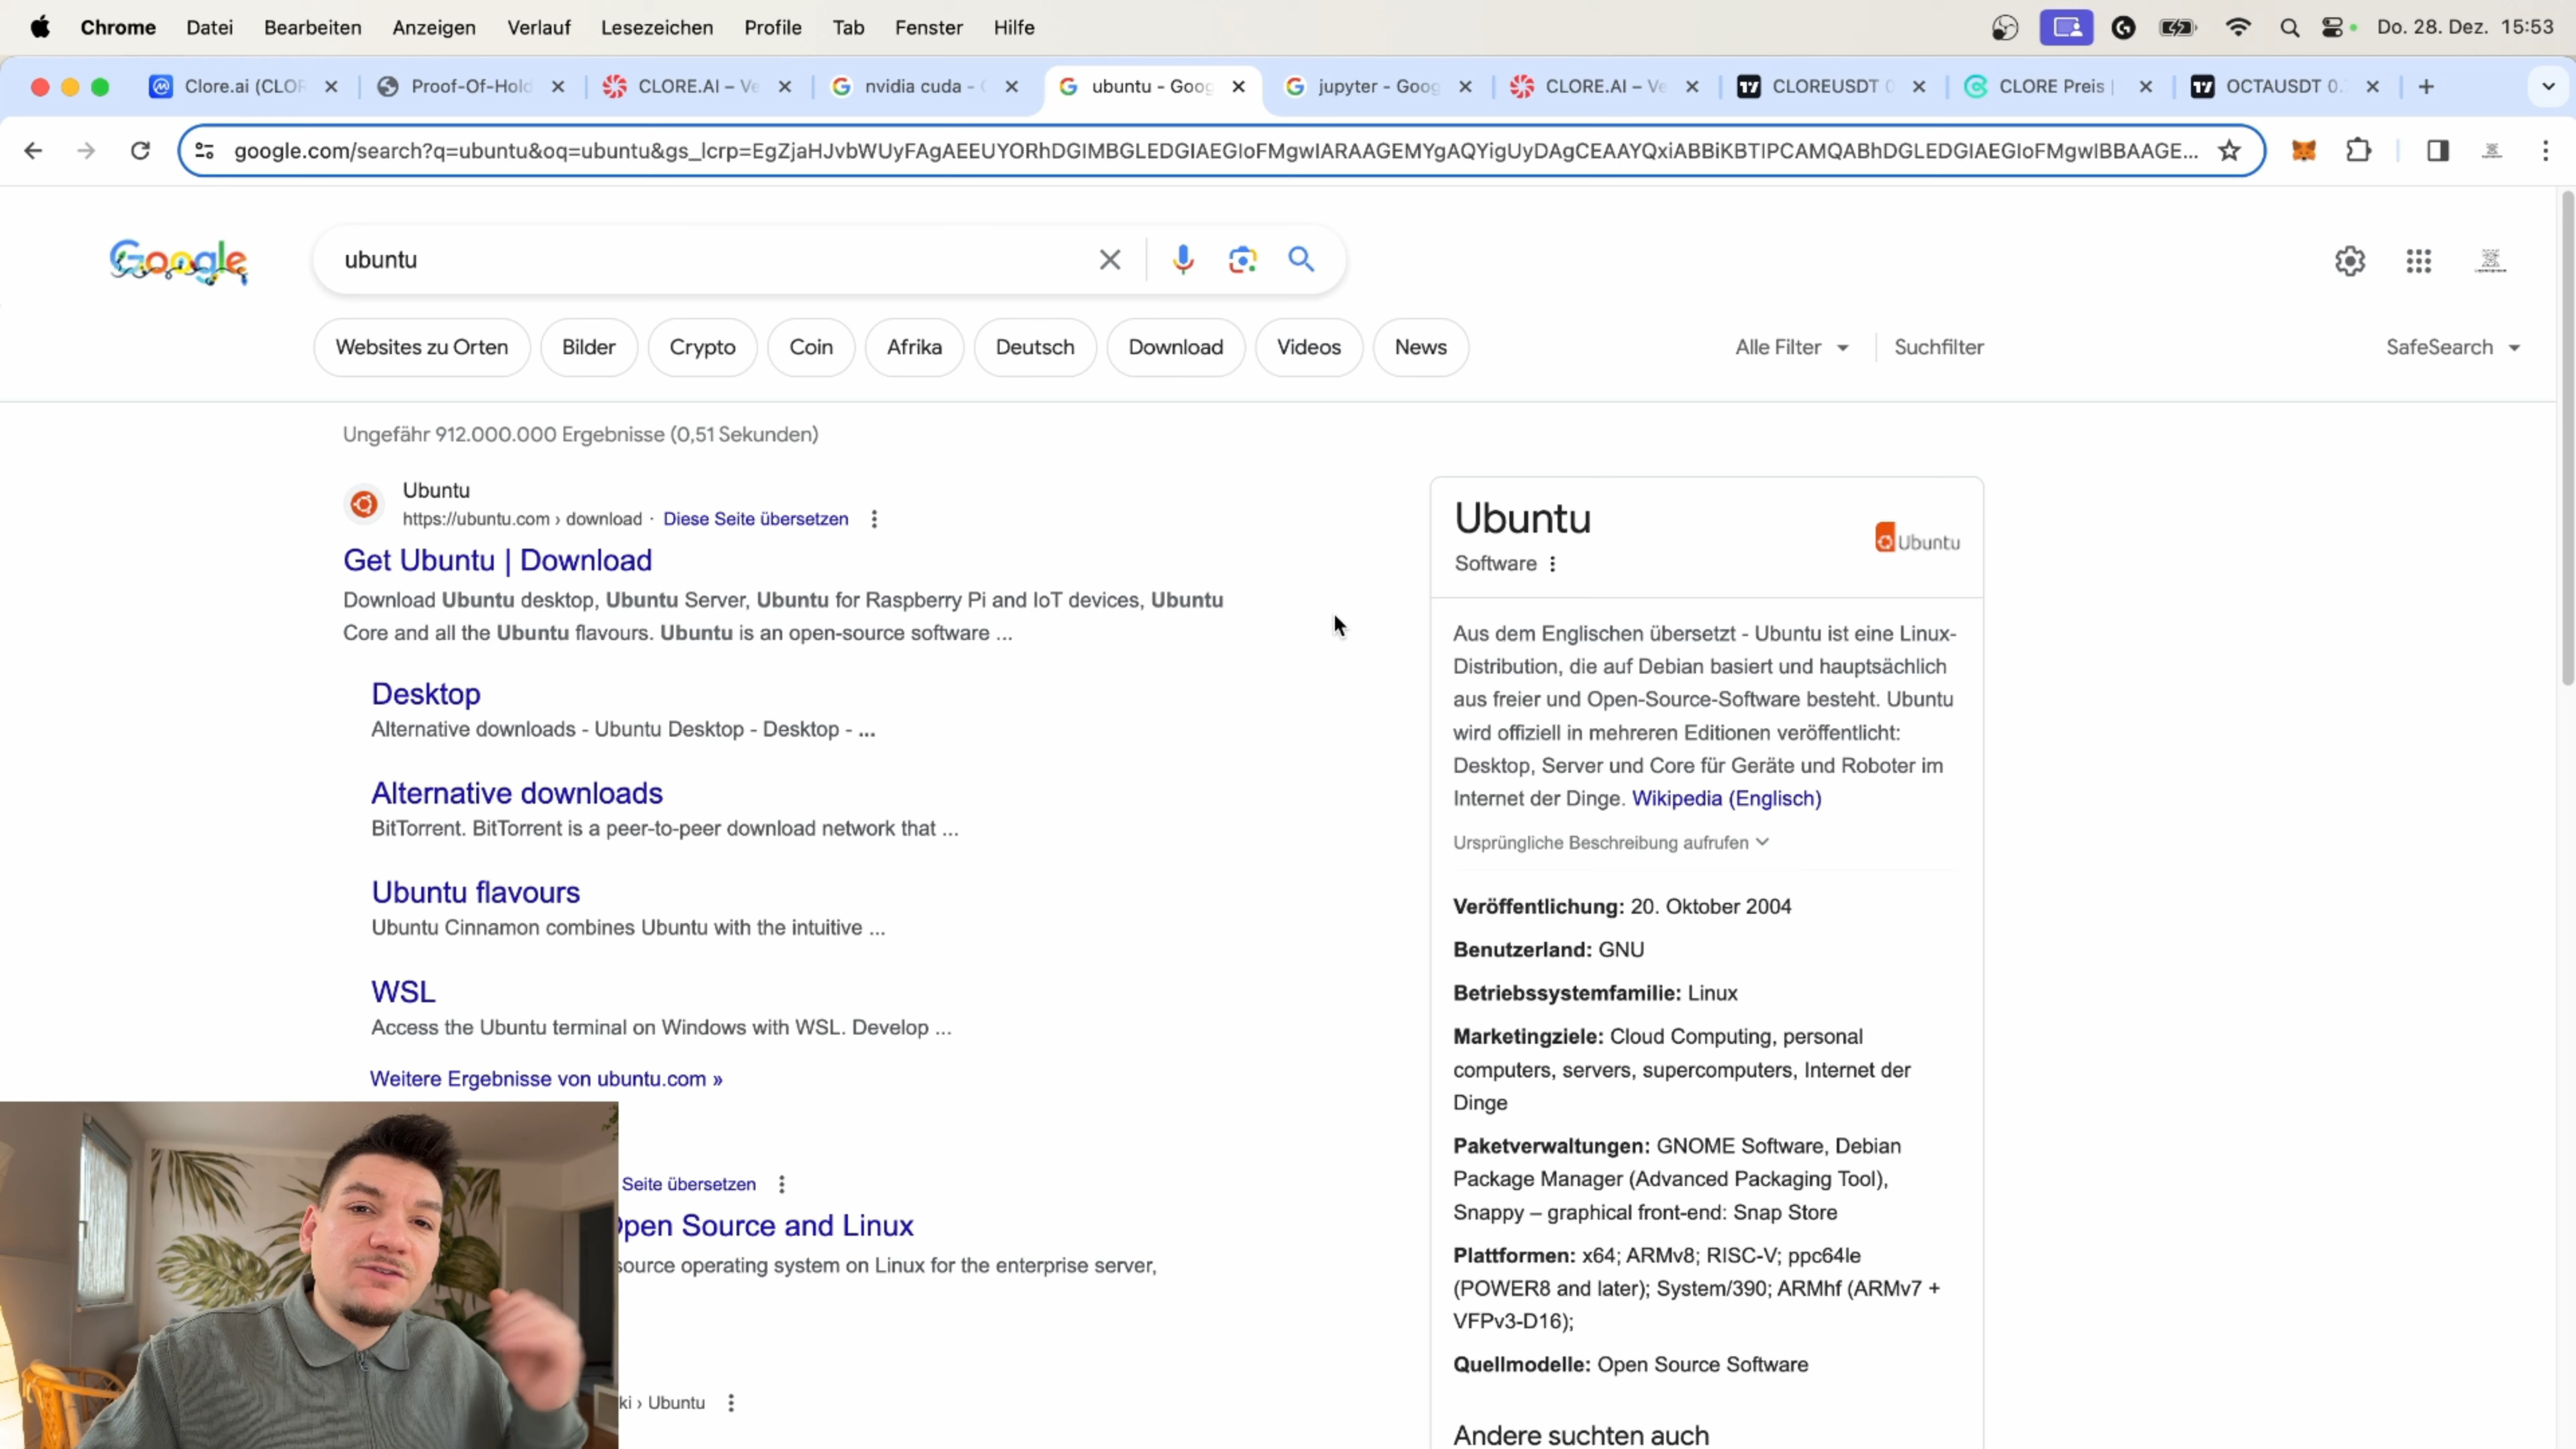 Chrome Datei Bearbeiten Anzeigen Verlauf Lesezeichen Profile Tab Fenster Hilfe Do. 28. Dez. 15:53
Clore.ai (CLOR Proof-Of-Hold CLORE.AI – Ve nvidia cuda - ubuntu - Goog jupyter - Goog CLORE.AI – Ve CLOREUSDT CLORE Preis | OCTAUSDT 0.
google.com/search?q=ubuntu&oq=ubuntu&gs_lcrp=
Google
ubuntu
Websites zu Orten Bilder Crypto Coin Afrika Deutsch Download Videos News Alle Filter Suchfilter SafeSearch
Ungefähr 912.000.000 Ergebnisse (0,51 Sekunden)
Ubuntu
https://ubuntu.com › download · Diese Seite übersetzen
Get Ubuntu | Download
Download Ubuntu desktop, Ubuntu Server, Ubuntu for Raspberry Pi and IoT devices, Ubuntu
Core and all the Ubuntu flavours. Ubuntu is an open-source software ...
Desktop
Alternative downloads - Ubuntu Desktop - Desktop - ...
Alternative downloads
BitTorrent. BitTorrent is a peer-to-peer download network that ...
Ubuntu flavours
Ubuntu Cinnamon combines Ubuntu with the intuitive ...
WSL
Access the Ubuntu terminal on Windows with WSL. Develop ...
Weitere Ergebnisse von ubuntu.com »
Seite übersetzen
Open Source and Linux
source operating system on Linux for the enterprise server,
ki › Ubuntu
Ubuntu
Ubuntu
Software
Aus dem Englischen übersetzt - Ubuntu ist eine Linux-
Distribution, die auf Debian basiert und hauptsächlich
aus freier und Open-Source-Software besteht. Ubuntu
wird offiziell in mehreren Editionen veröffentlicht:
Desktop, Server und Core für Geräte und Roboter im
Internet der Dinge. Wikipedia (Englisch)
Ursprüngliche Beschreibung aufrufen
Veröffentlichung: 20. Oktober 2004
Benutzerland: GNU
Betriebssystemfamilie: Linux
Marketingziele: Cloud Computing, personal
computers, servers, supercomputers, Internet der
Dinge
Paketverwaltungen: GNOME Software, Debian
Package Manager (Advanced Packaging Tool),
Snappy – graphical front-end: Snap Store
Plattformen: x64; ARMv8; RISC-V; ppc64le
(POWER8 and later); System/390; ARMhf (ARMv7 +
VFPv3-D16);
Quellmodelle: Open Source Software
Andere suchten auch